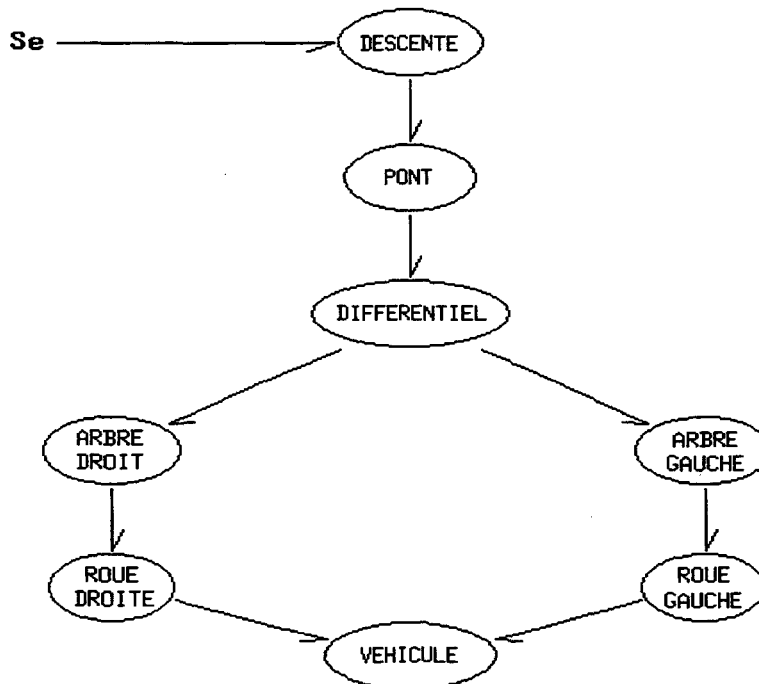 Se
DESCENTE
PONT
DIFFERENTIEL
ARBRE
DROIT
ARBRE
GAUCHE
ROUE
DROITE
ROUE
GAUCHE
VEHICULE